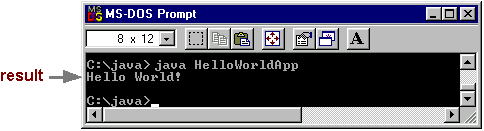 MS-DOS Prompt
8 x 12
A
C:\java> java HelloWorldApp
result
Hello World!
C:\java>